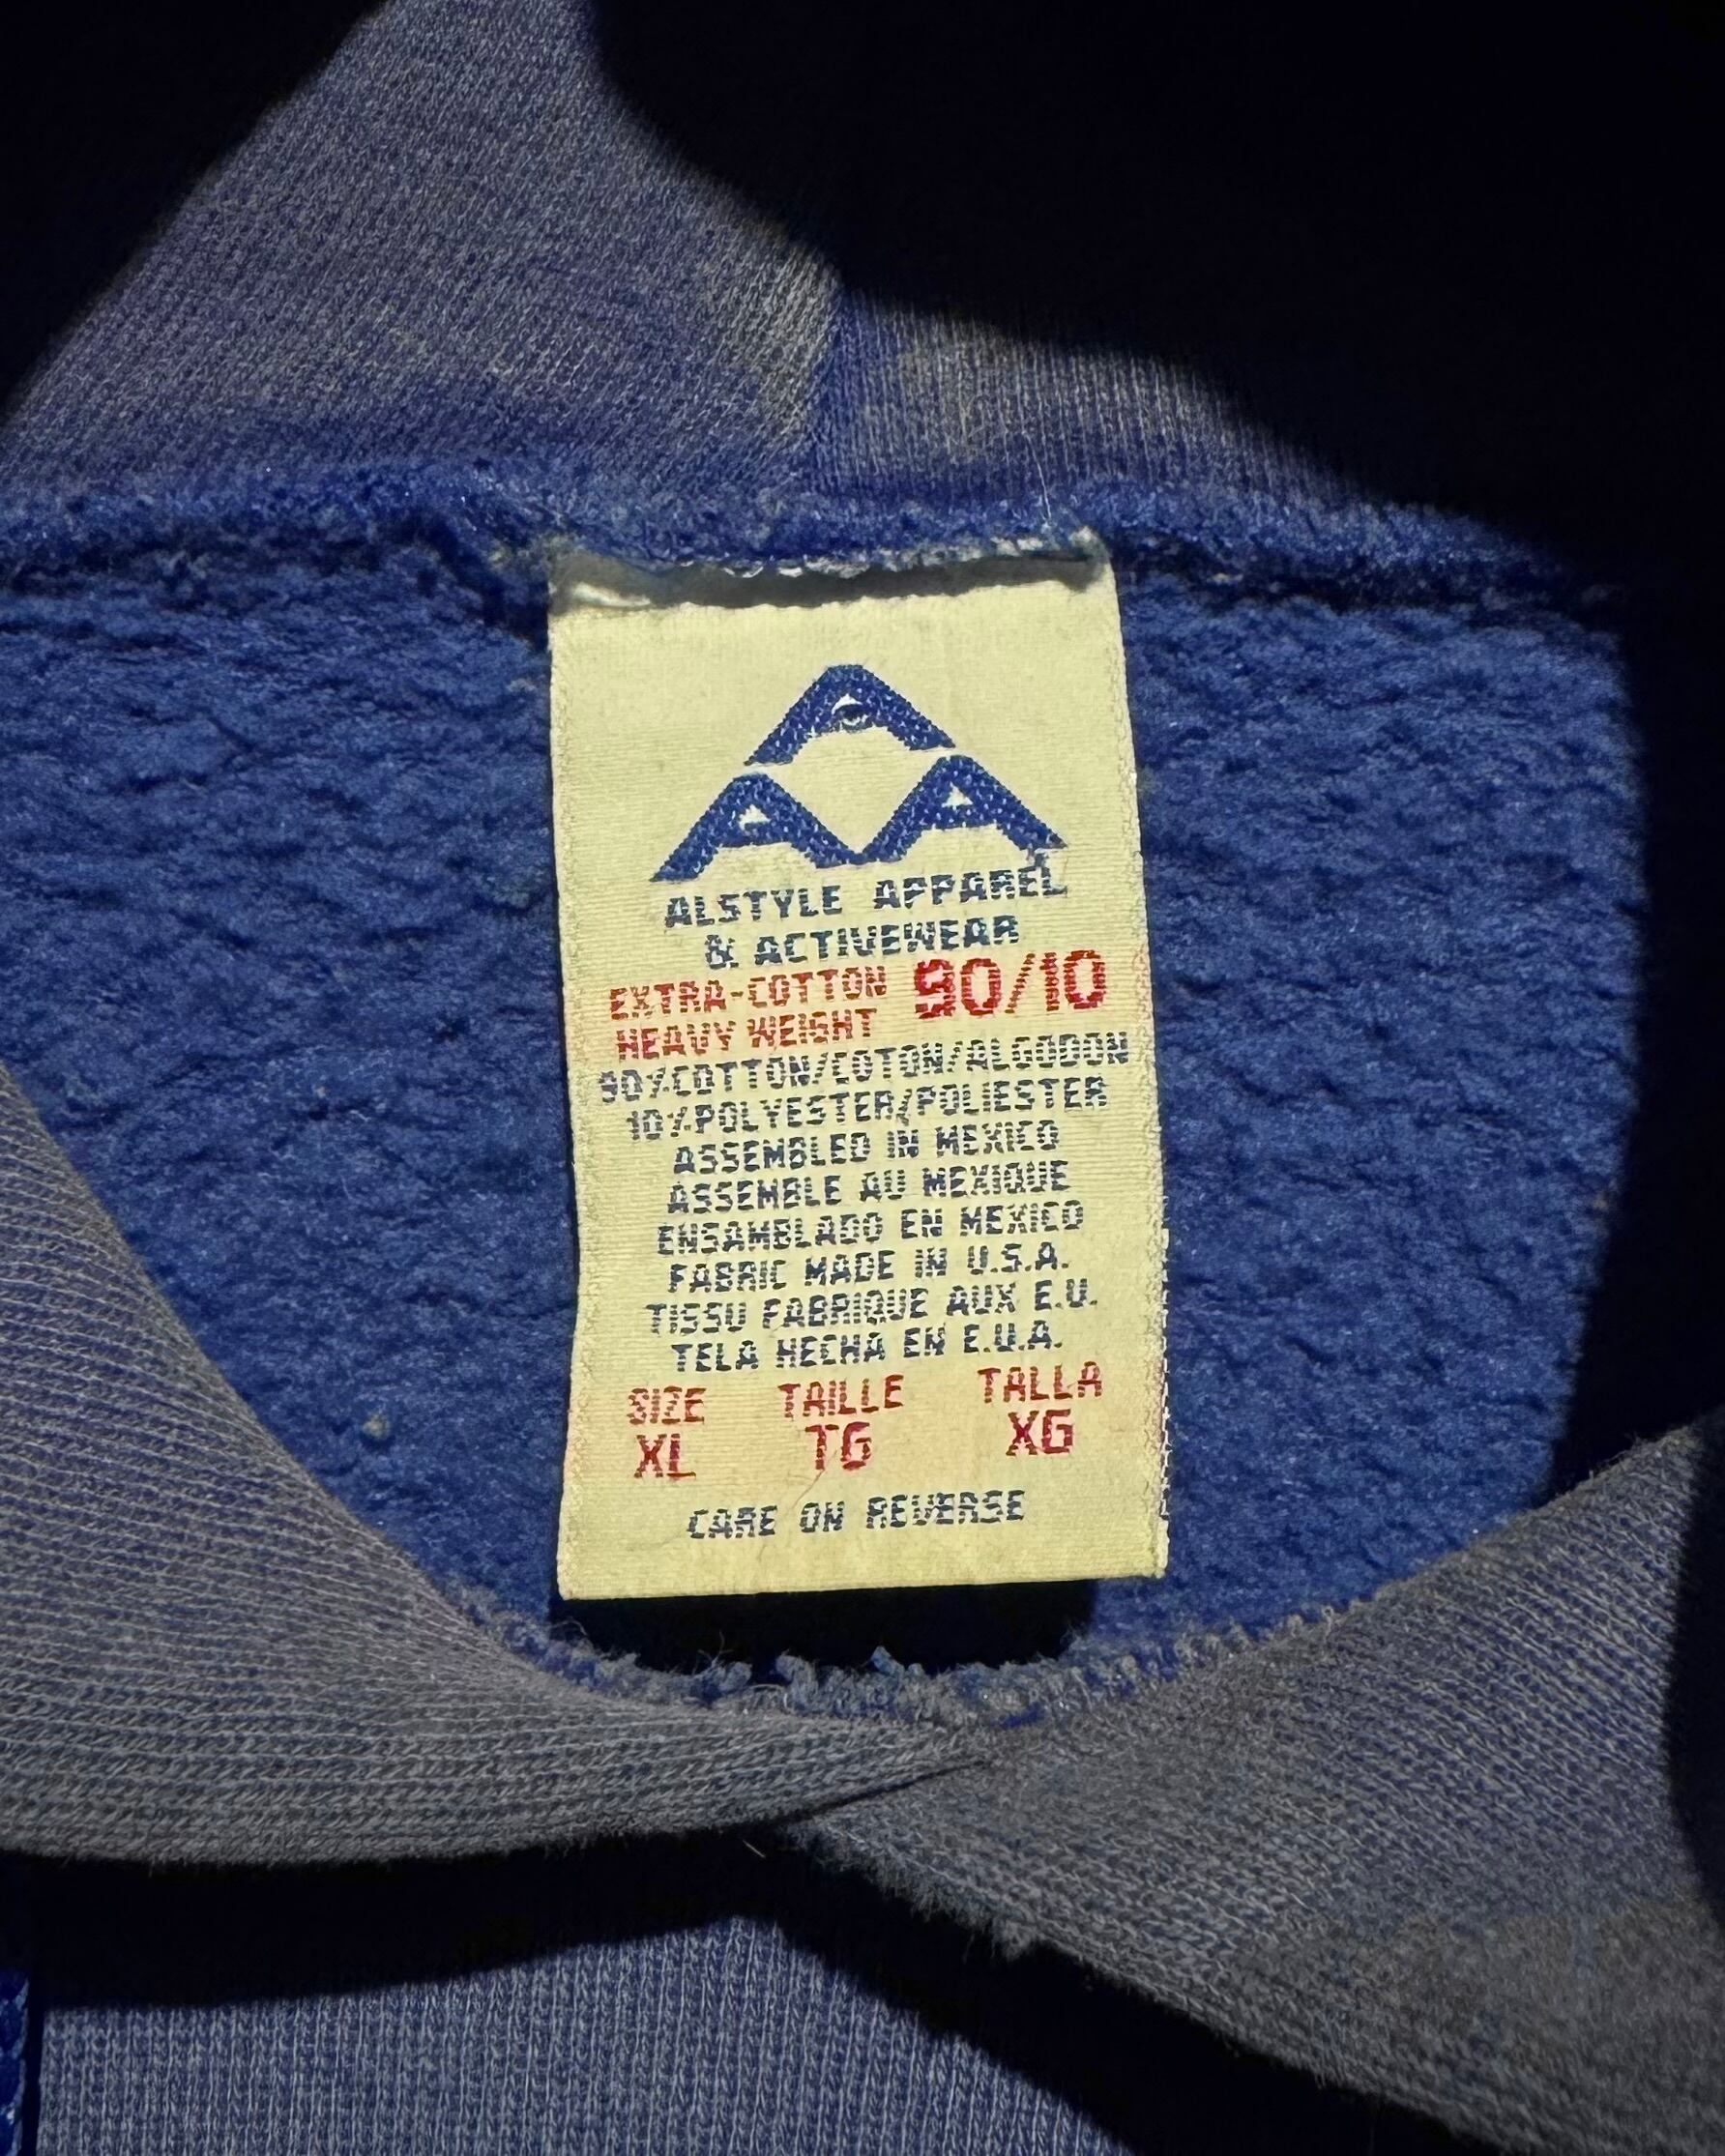 AAA
ALSTYLE APPAREL
& ACTIVEWEAR
EXTRA-COTTON 90/10
HEAVY WEIGHT
90%COTTON/COTON/ALGODON
10%POLYESTER/POLIESTER
ASSEMBLED IN MEXICO
ASSEMBLE AU MEXIQUE
ENSAMBLADO EN MEXICO
FABRIC MADE IN U.S.A.
TISSU FABRIQUE AUX E.U.
TELA HECHA EN E.U.A.
SIZE TAILLE TALLA
XL TG XG
CARE ON REVERSE